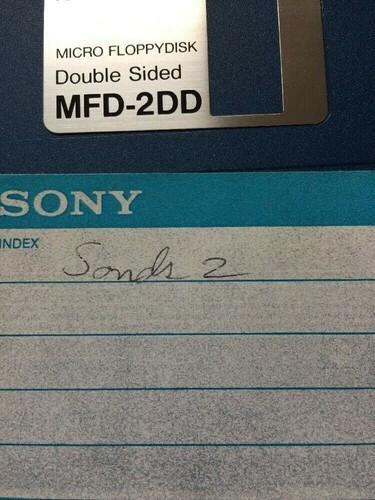 MICRO FLOPPYDISK
Double Sided
MFD-2DD
SONY
INDEX
Sonds 2